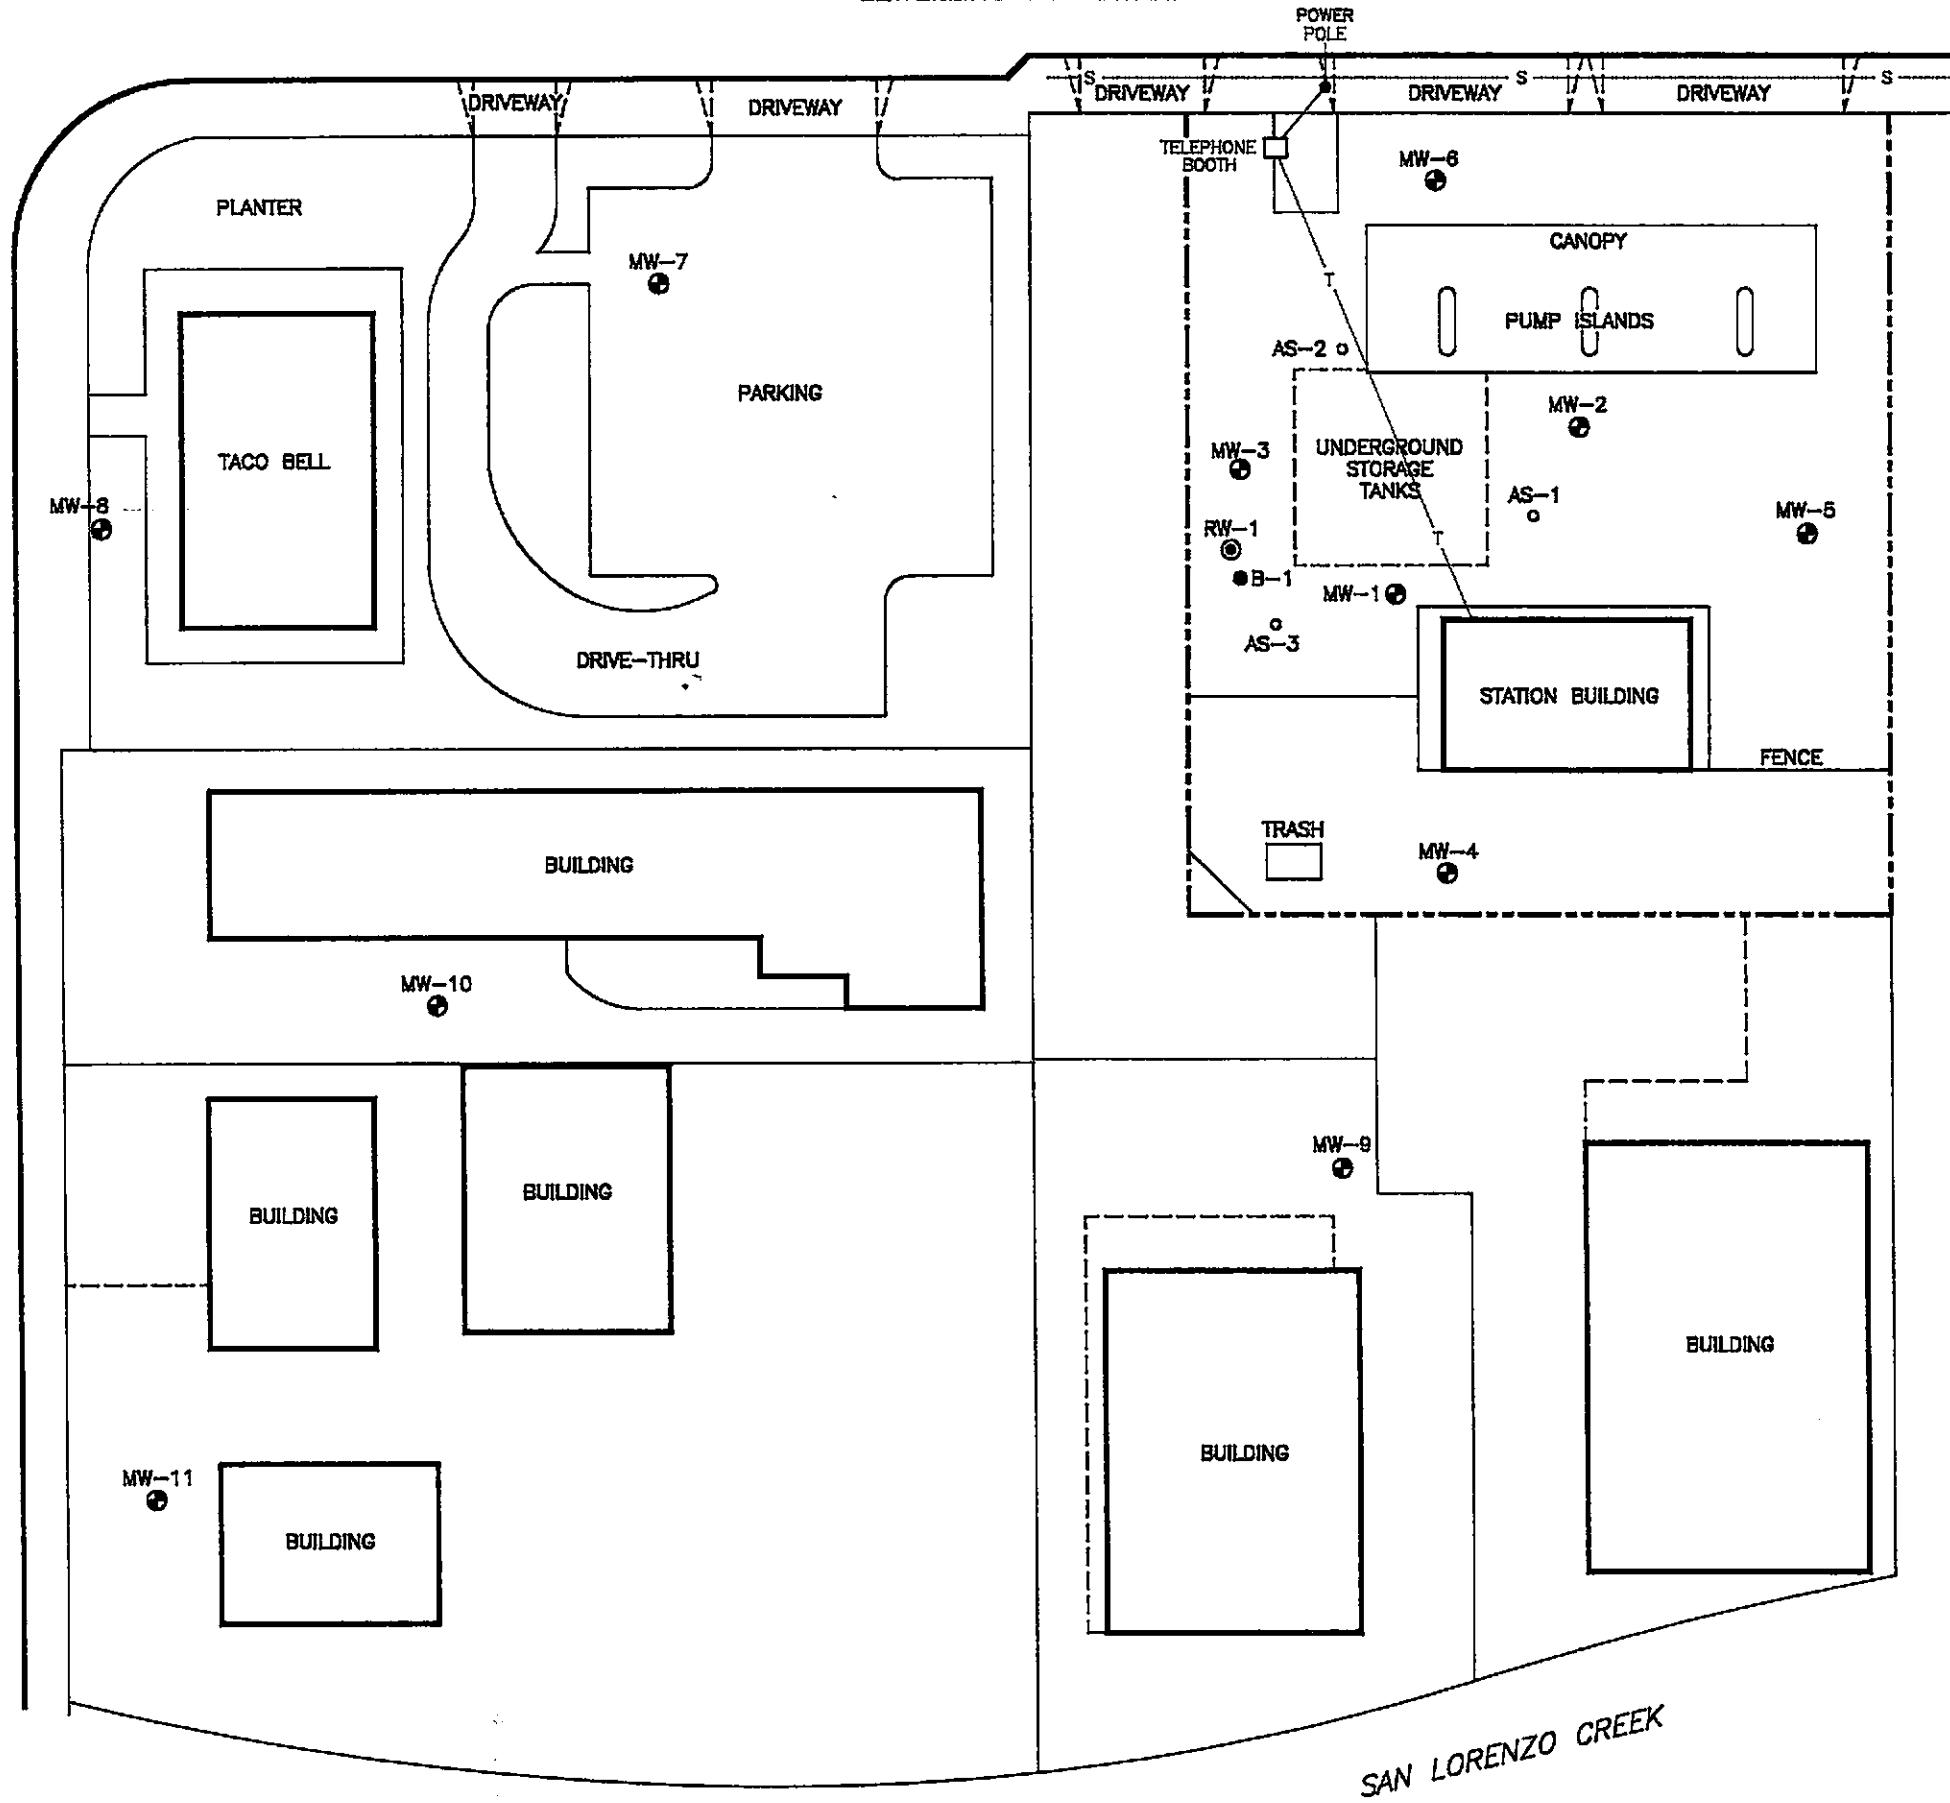 POWER
POLE
S
S
S
DRIVEWAY
DRIVEWAY
DRIVEWAY
DRIVEWAY
DRIVEWAY
TELEPHONE
BOOTH
MW-6
PLANTER
CANOPY
MW-7
T
PUMP ISLANDS
AS-2
PARKING
MW-2
UNDERGROUND
STORAGE
TANKS
MW-3
TACO BELL
AS-1
MW-8
MW-5
RW-1
T
B-1
MW-1
AS-3
DRIVE-THRU
STATION BUILDING
FENCE
TRASH
MW-4
BUILDING
MW-10
MW-9
BUILDING
BUILDING
BUILDING
BUILDING
MW-11
BUILDING
SAN LORENZO CREEK